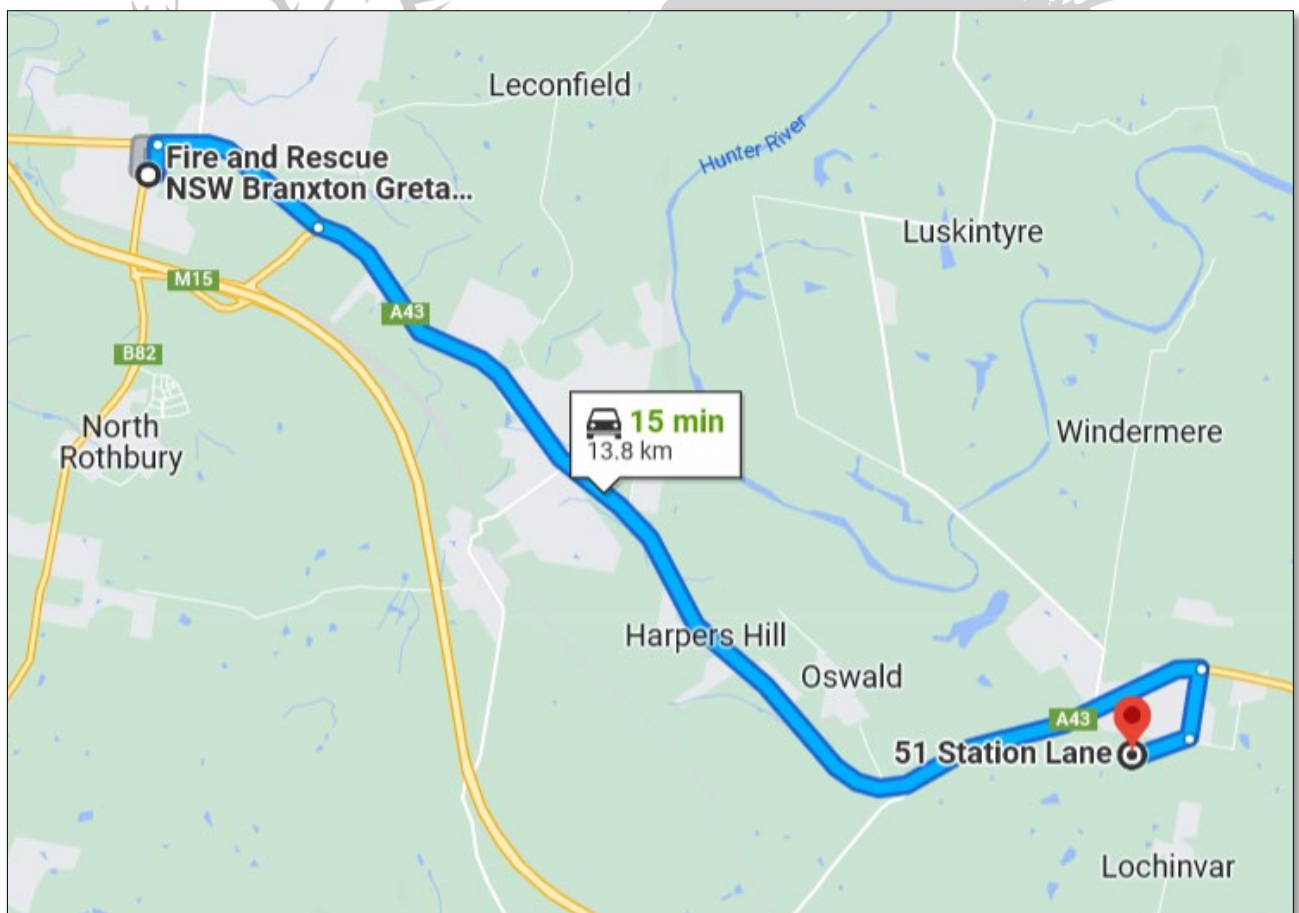 Leconfield
Fire and Rescue
NSW Branxton Greta...
Hunter River
Luskintyre
M15
A43
B82
North
Rothbury
15 min
13.8 km
Windermere
Harpers Hill
Oswald
A43
51 Station Lane
Lochinvar